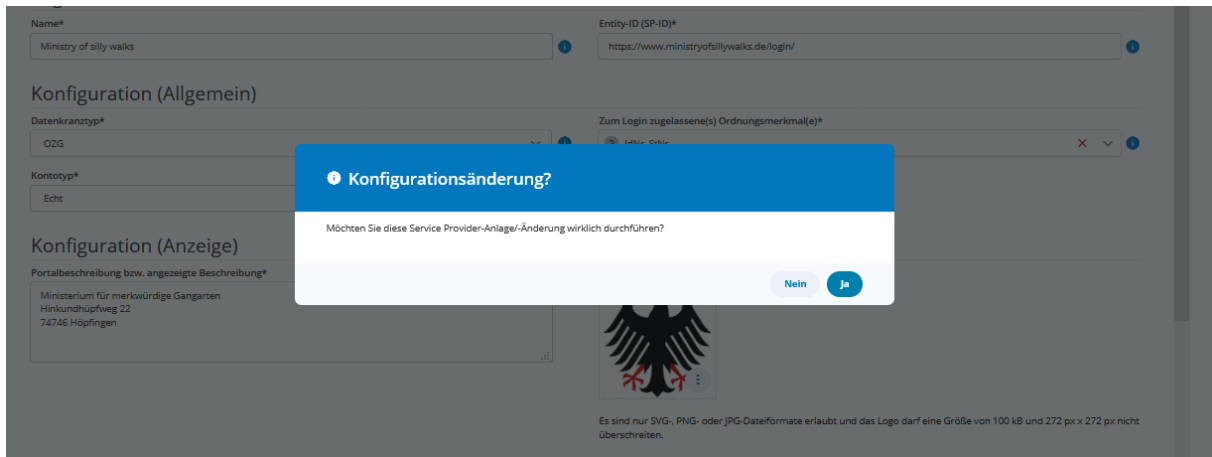 Name*
Entity-ID (SP-ID)*
Ministry of silly walks
https://www.ministryofsillywalks.de/login/
Konfiguration (Allgemein)
Datenkranztyp*
Zum Login zugelassene(s) Ordnungsmerkmal(e)*
OZG
IdNr, StNr
Kontotyp*
Echt
Konfigurationsänderung?
Möchten Sie diese Service Provider-Anlage/-Änderung wirklich durchführen?
Nein
Ja
Konfiguration (Anzeige)
Portalbeschreibung bzw. angezeigte Beschreibung*
Ministerium für merkwürdige Gangarten
Hinkundhüpfweg 22
74746 Höpfingen
Es sind nur SVG-, PNG- oder JPG-Dateiformate erlaubt und das Logo darf eine Größe von 100 kB und 272 px x 272 px nicht
überschreiten.